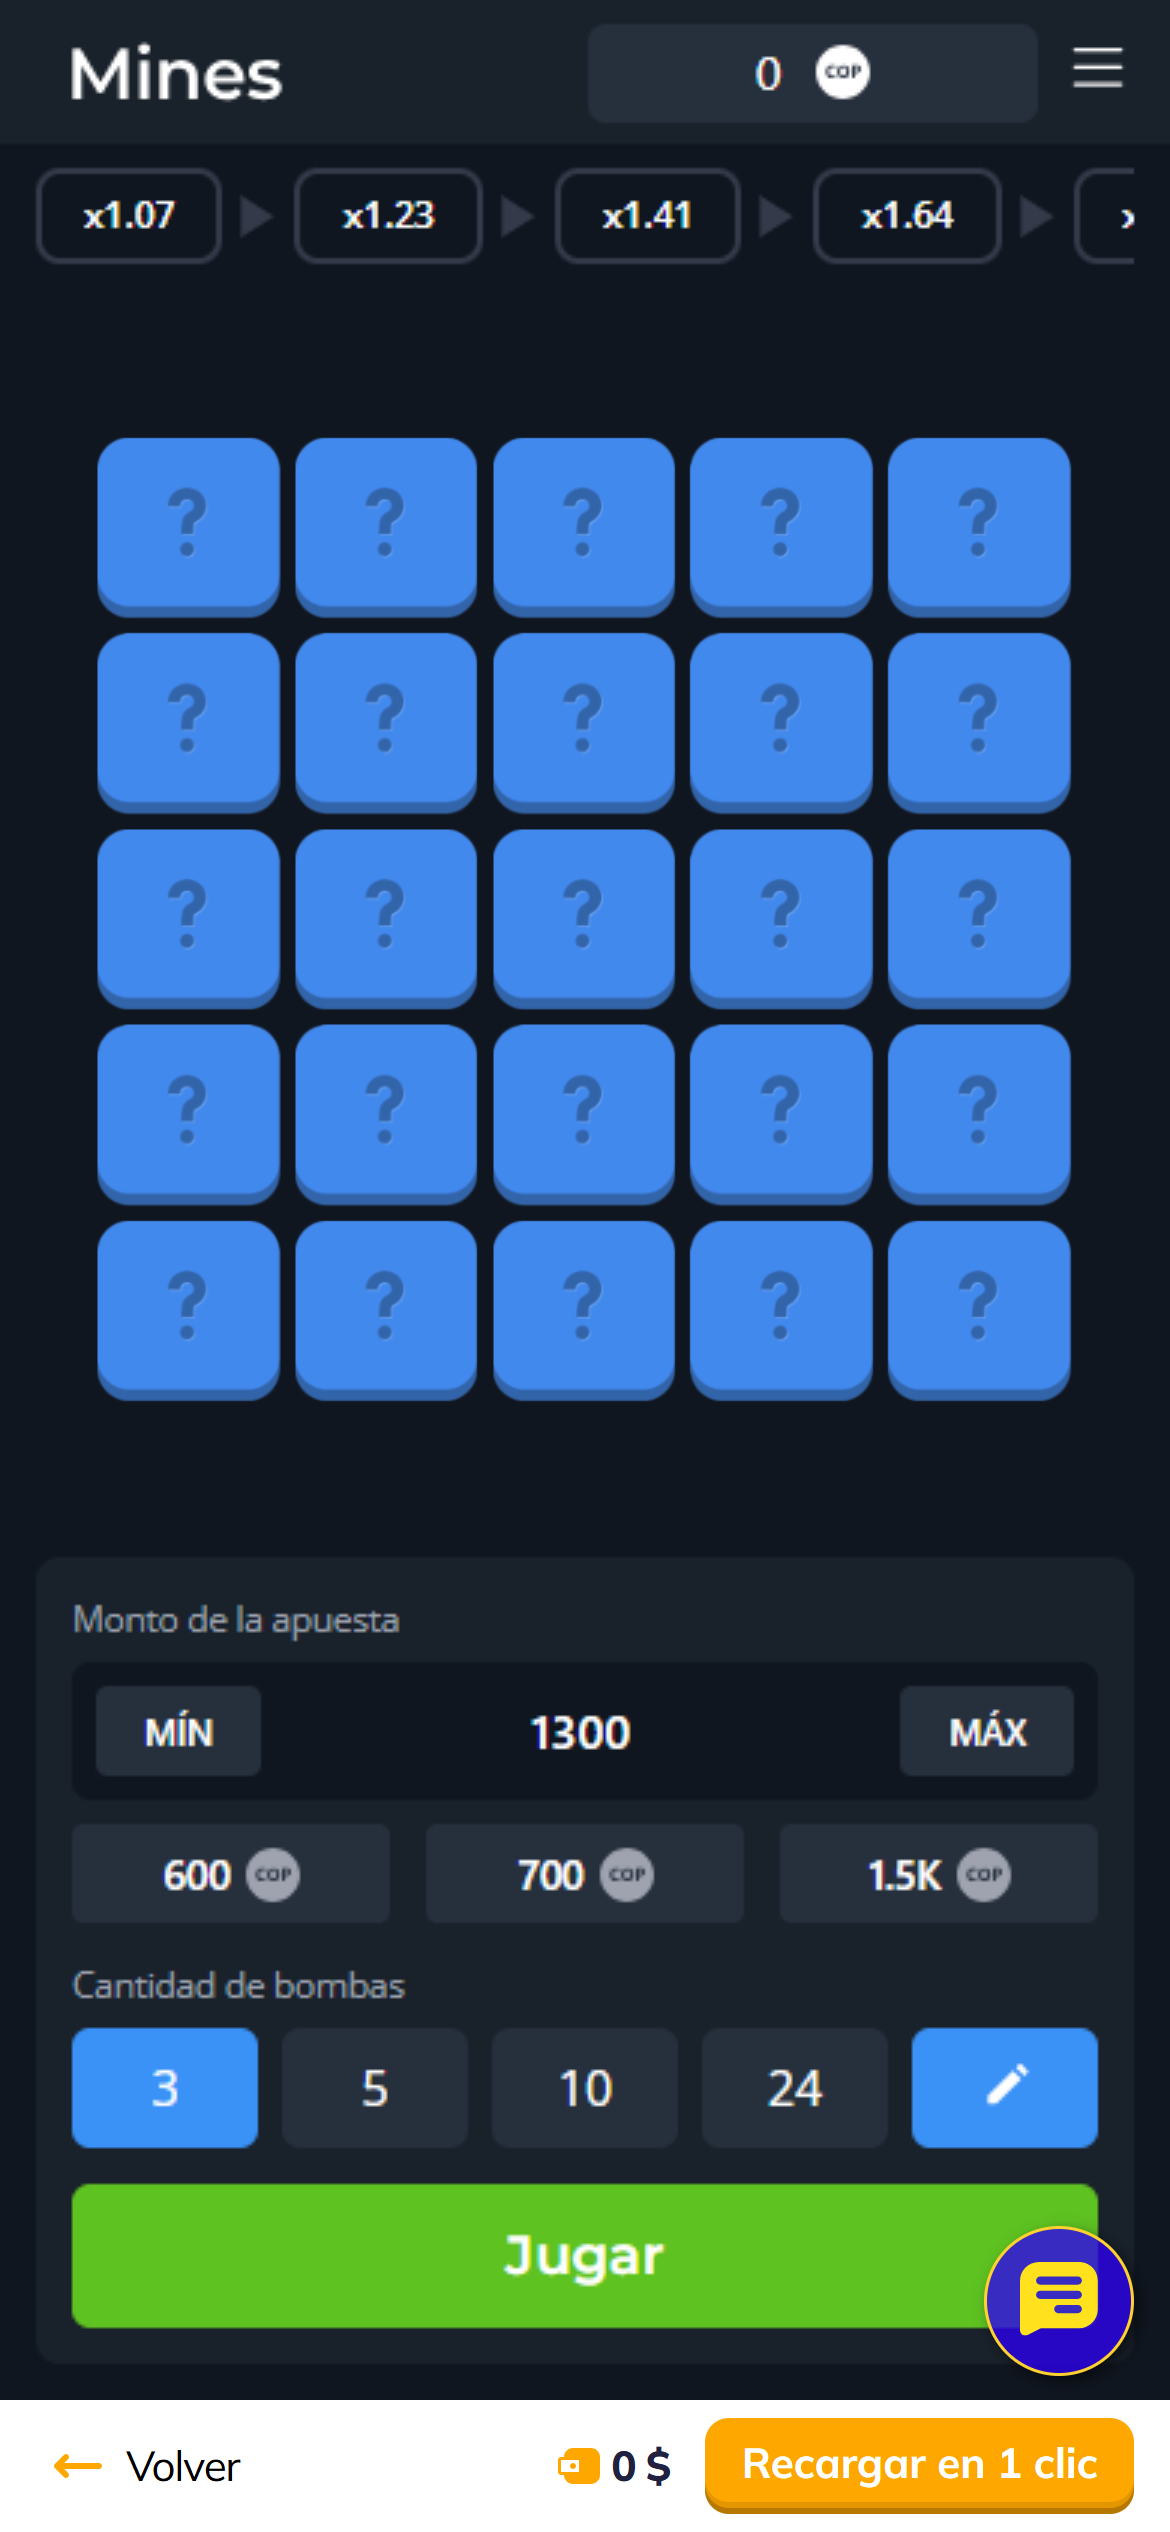 Mines
0 COP
x1.07 x1.23 x1.41 x1.64
? ? ? ? ?
? ? ? ? ?
? ? ? ? ?
? ? ? ? ?
? ? ? ? ?
Monto de la apuesta
MÍN 1300 MÁX
600 COP 700 COP 1.5K COP
Cantidad de bombas
3 5 10 24
Jugar
Volver 0 $ Recargar en 1 clic